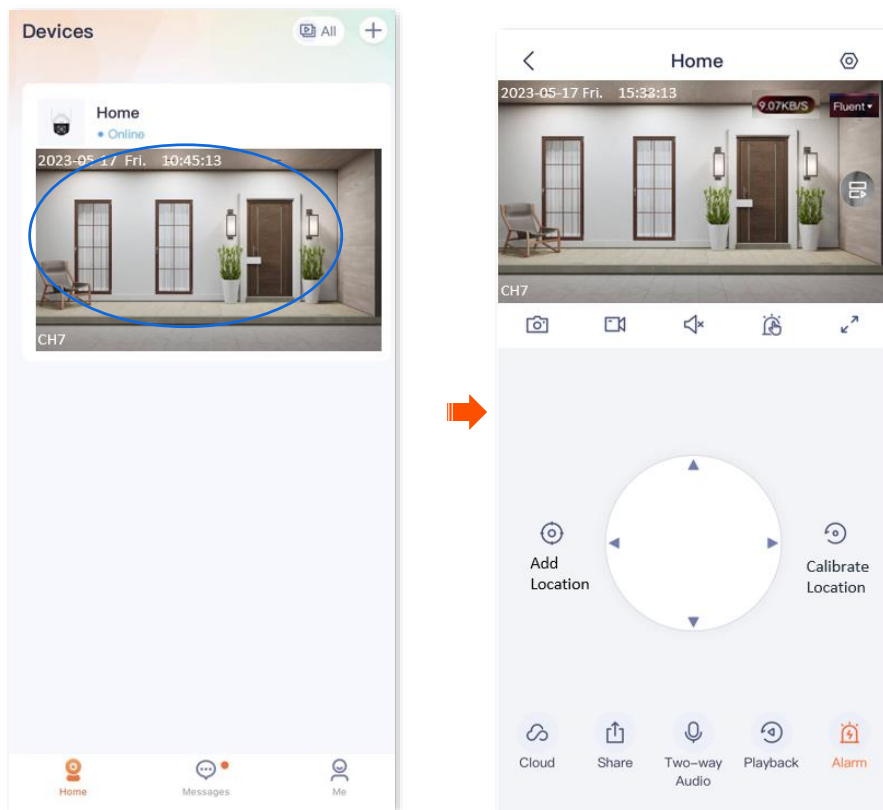 Devices
All
Home
Online
2023-05-17 Fri. 10:45:13
CH7
Home
Messages
Me
Home
2023-05-17 Fri. 15:33:13
9.07KB/S
Fluent
CH7
Add
Location
Calibrate
Location
Cloud
Share
Two-way
Audio
Playback
Alarm